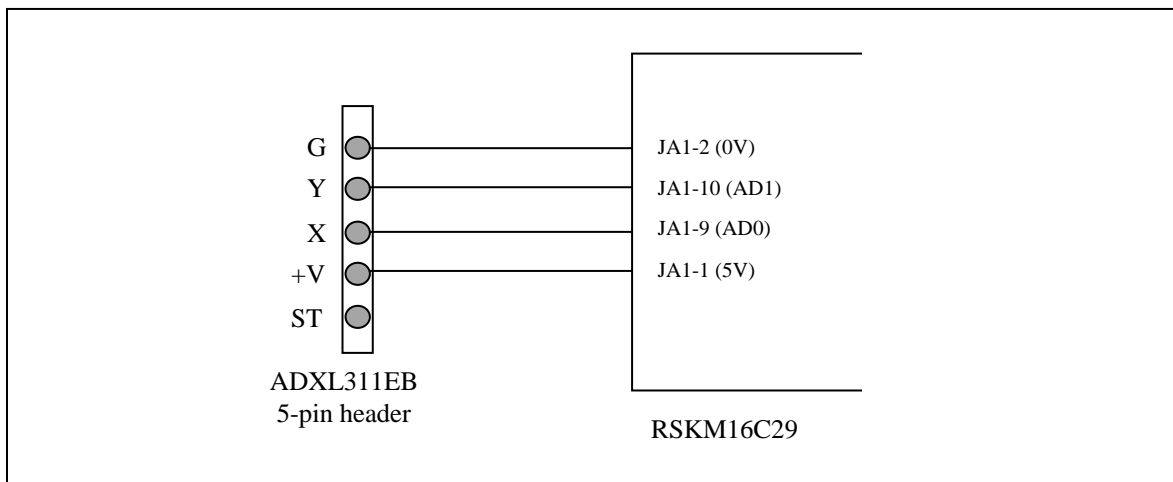 G
JA1-2 (0V)
Y
JA1-10 (AD1)
X
JA1-9 (AD0)
+V
JA1-1 (5V)
ST
ADXL311EB
5-pin header
RSKM16C29